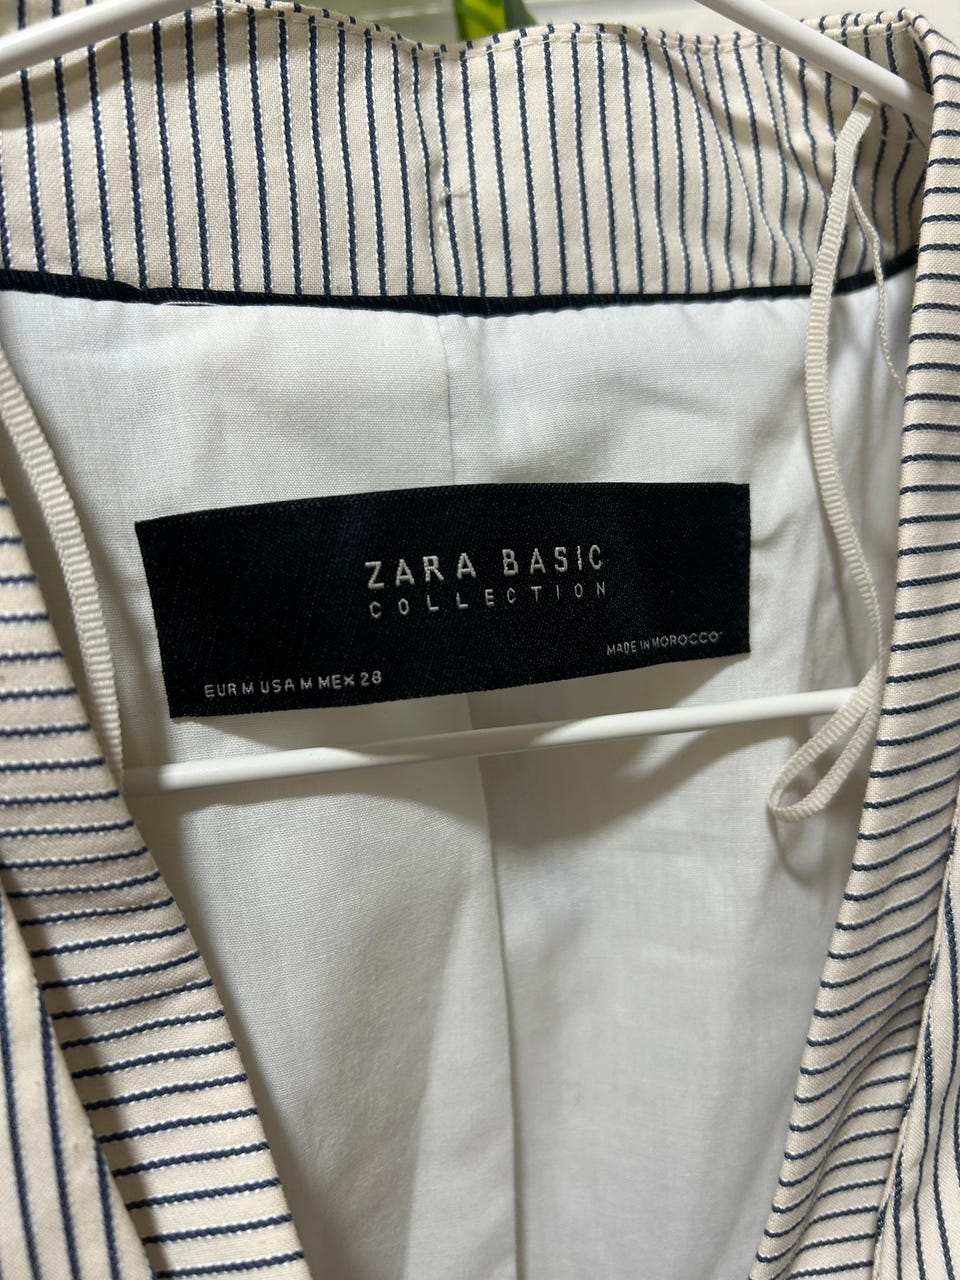 ZARA BASIC
COLLECTION
MADE IN MOROCCO
EUR M USA M MEX 28